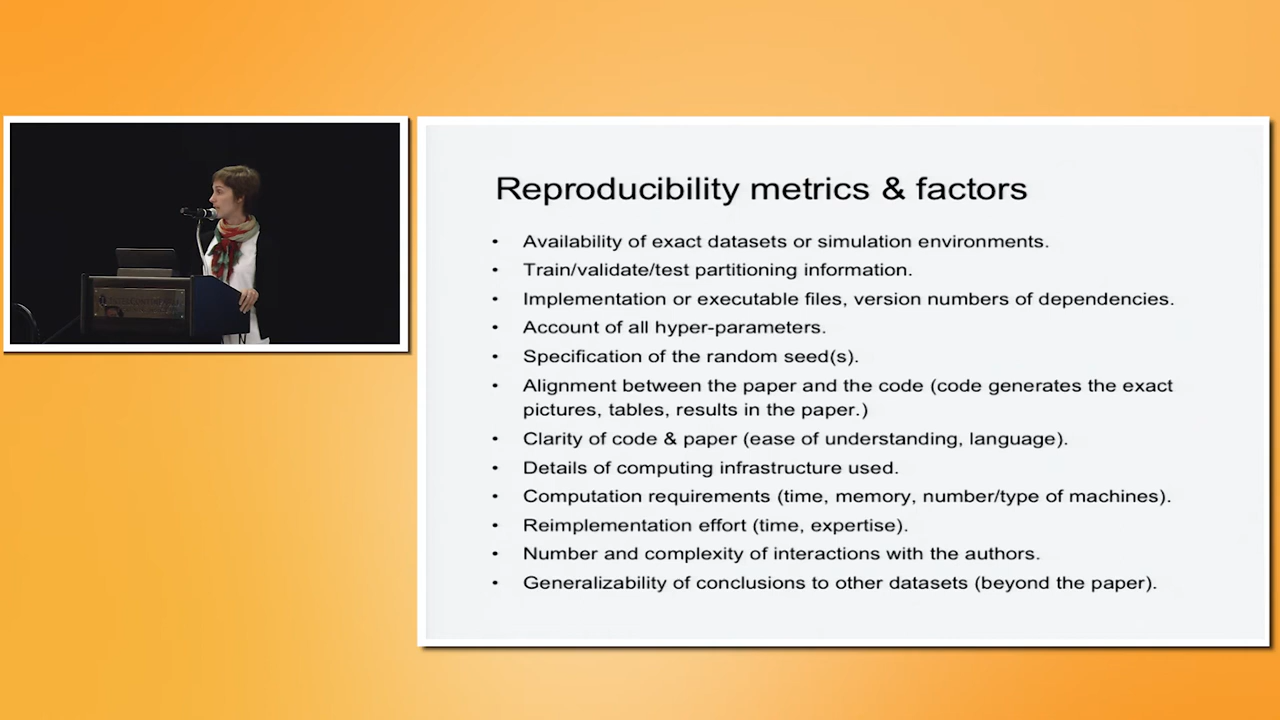 Reproducibility metrics & factors
• Availability of exact datasets or simulation environments.
• Train/validate/test partitioning information.
• Implementation or executable files, version numbers of dependencies.
• Account of all hyper-parameters.
• Specification of the random seed(s).
• Alignment between the paper and the code (code generates the exact
pictures, tables, results in the paper.)
• Clarity of code & paper (ease of understanding, language).
• Details of computing infrastructure used.
• Computation requirements (time, memory, number/type of machines).
• Reimplementation effort (time, expertise).
• Number and complexity of interactions with the authors.
• Generalizability of conclusions to other datasets (beyond the paper).